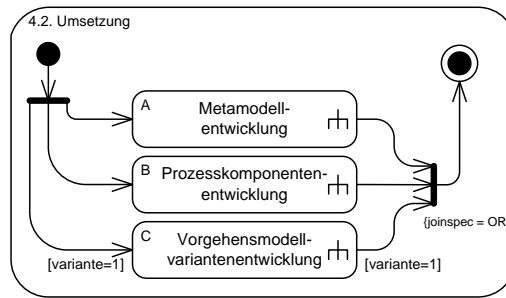 4.2. Umsetzung
A
Metamodell-
entwicklung
B
Prozesskomponenten-
entwicklung
C
Vorgehensmodell-
variantenentwicklung
[variante=1]
[variante=1]
{joinspec = OR